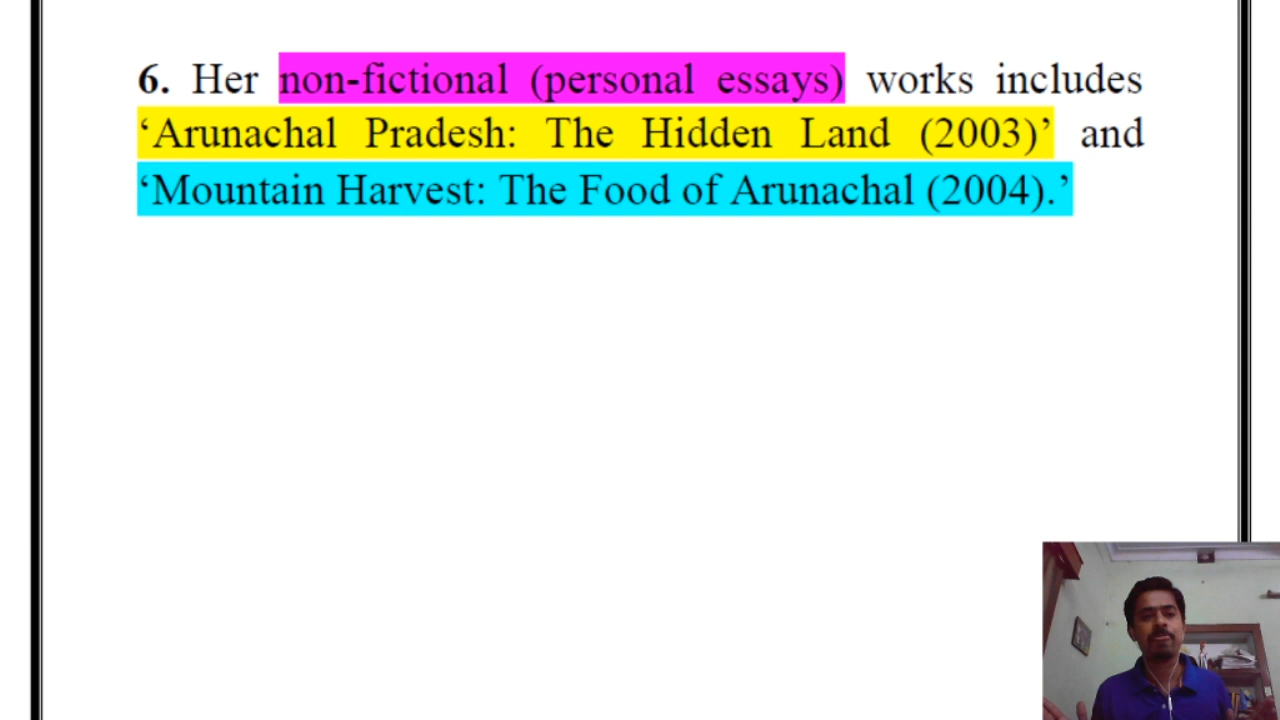 6. Her non-fictional (personal essays) works includes
‘Arunachal Pradesh: The Hidden Land (2003)’ and
‘Mountain Harvest: The Food of Arunachal (2004).’